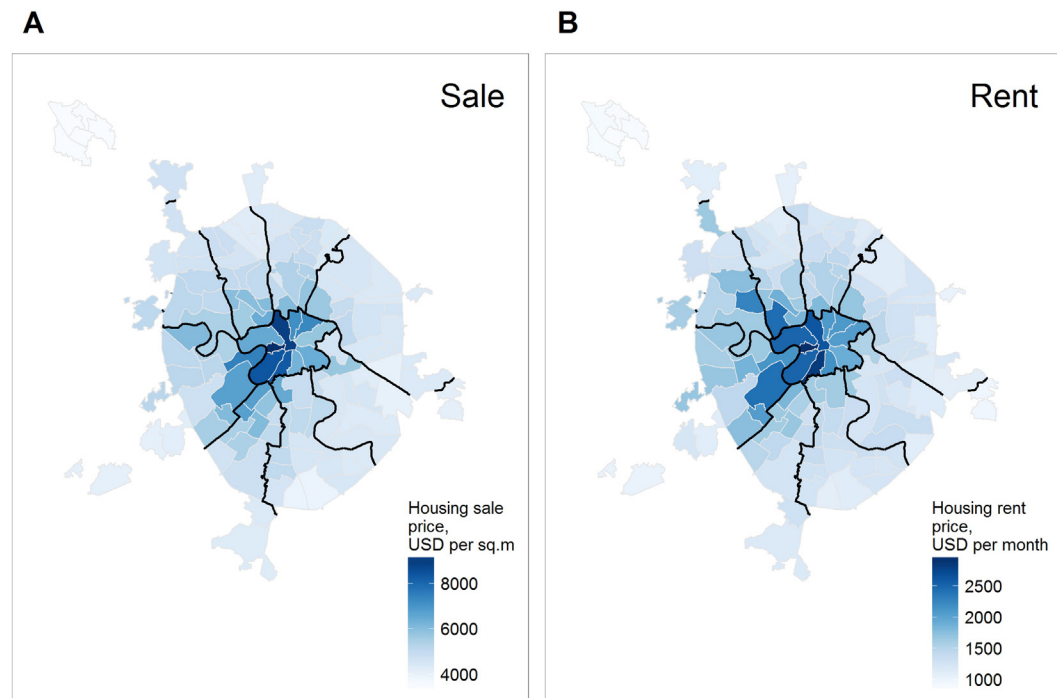 A
B
Sale
Rent
Housing sale
price,
USD per sq.m
8000
6000
4000
Housing rent
price,
USD per month
2500
2000
1500
1000